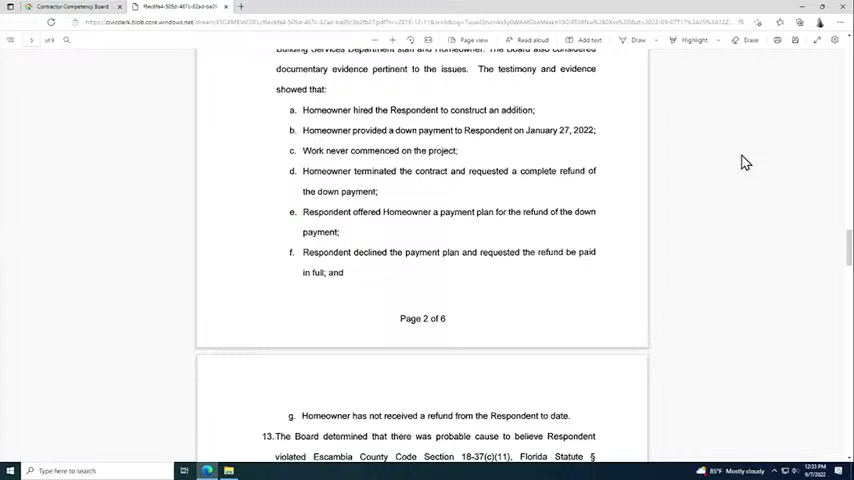 Contractor Competency Board
Page view
Read aloud
Add text
Draw
Highlight
Erase
Building Services Department staff and Homeowner. The Board also considered
documentary evidence pertinent to the issues. The testimony and evidence
showed that:
a. Homeowner hired the Respondent to construct an addition;
b. Homeowner provided a down payment to Respondent on January 27, 2022;
c. Work never commenced on the project;
d. Homeowner terminated the contract and requested a complete refund of
the down payment;
e. Respondent offered Homeowner a payment plan for the refund of the down
payment;
f. Respondent declined the payment plan and requested the refund be paid
in full; and
Page 2 of 6
g. Homeowner has not received a refund from the Respondent to date.
13. The Board determined that there was probable cause to believe Respondent
violated Escambia County Code Section 18-37(c)(11), Florida Statute §
Type here to search
85°F Mostly cloudy
12:33 PM
9/7/2022